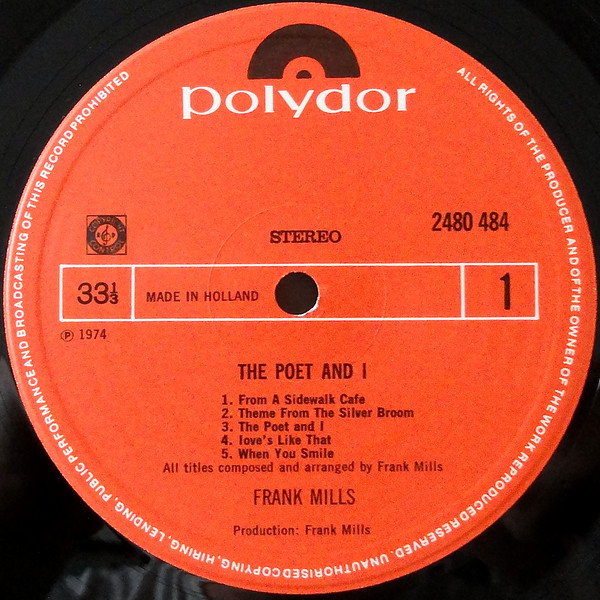 polydor
COPYRIGHT
CONTROL
STEREO
2480 484
33⅓
MADE IN HOLLAND
1
℗ 1974
THE POET AND I
1. From A Sidewalk Cafe
2. Theme From The Silver Broom
3. The Poet and I
4. love's Like That
5. When You Smile
All titles composed and arranged by Frank Mills
FRANK MILLS
Production: Frank Mills
ALL RIGHTS OF THE PRODUCER AND OF THE OWNER OF THE WORK REPRODUCED RESERVED. UNAUTHORISED COPYING, HIRING, LENDING, PUBLIC PERFORMANCE AND BROADCASTING OF THIS RECORD PROHIBITED